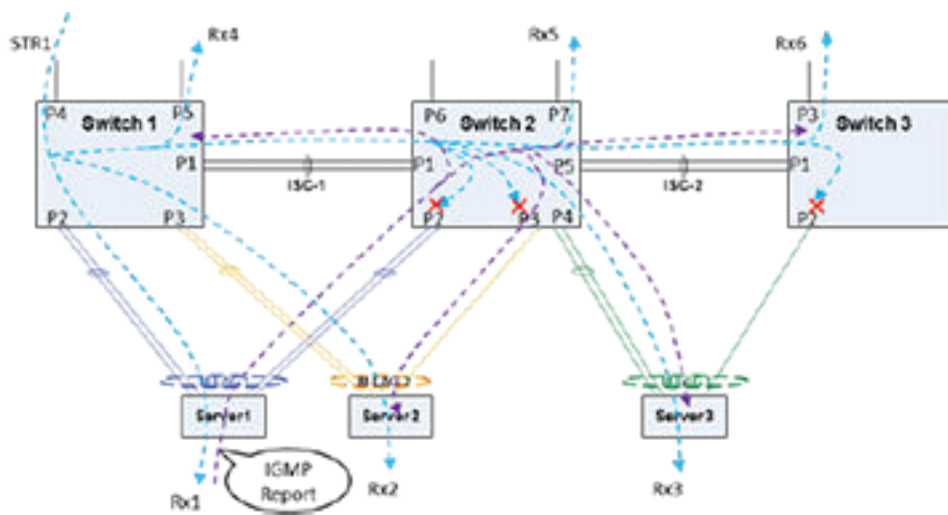 STR1
Rx4
Rx5
Rx6
P4
P5
Switch 1
P6
P7
Switch 2
P3
Switch 3
P1
ISC-1
P1
P5
ISC-2
P1
P2
P3
P2
P3
P4
P2
Server1
Server2
Server3
IGMP
Report
Rx1
Rx2
Rx3